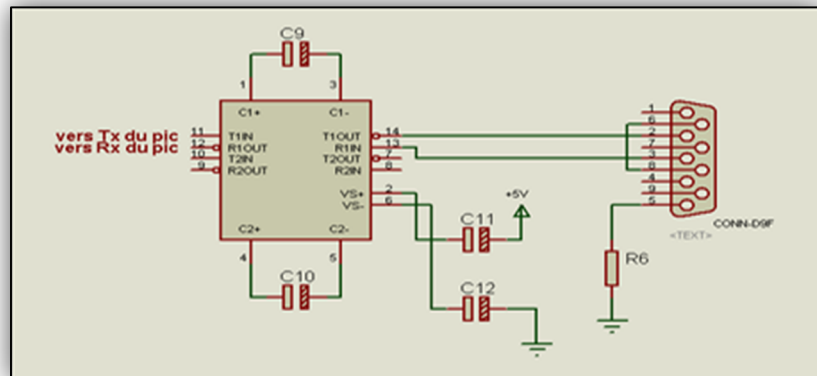 C9
1
3
C1+
C1-
vers Tx du pic
11
T1IN
T1OUT
14
vers Rx du pic
12
R1OUT
R1IN
13
10
T2IN
T2OUT
7
9
R2OUT
R2IN
8
VS+
2
VS-
6
C2+
C2-
4
5
C10
C11
+5V
C12
1
6
2
7
3
8
4
9
5
CONN-D9F
<TEXT>
R6